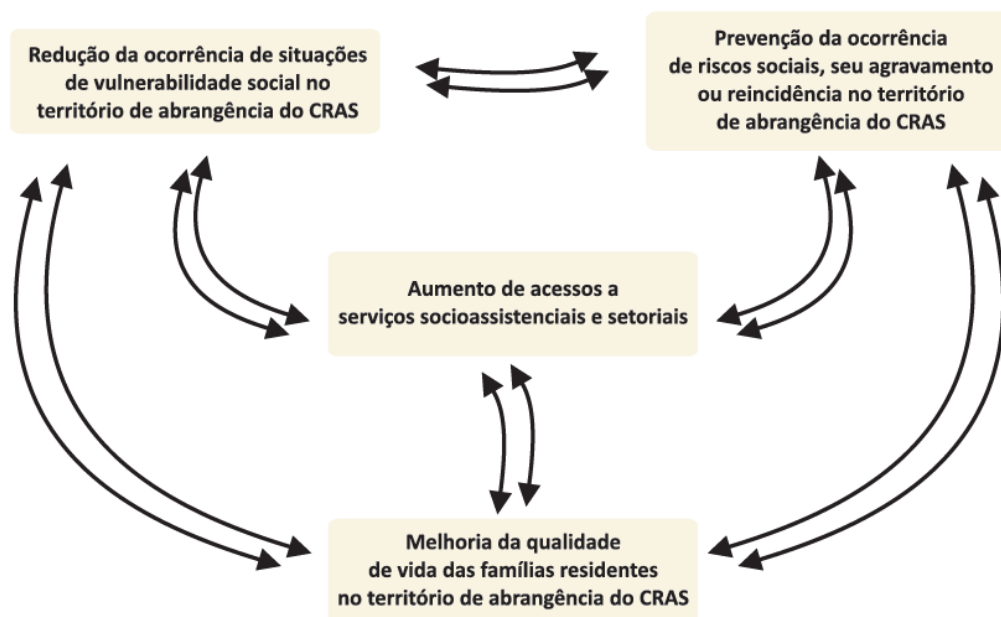 Redução da ocorrência de situações
de vulnerabilidade social no
território de abrangência do CRAS
Prevenção da ocorrência
de riscos sociais, seu agravamento
ou reincidência no território
de abrangência do CRAS
Aumento de acessos a
serviços socioassistenciais e setoriais
Melhoria da qualidade
de vida das famílias residentes
no território de abrangência do CRAS